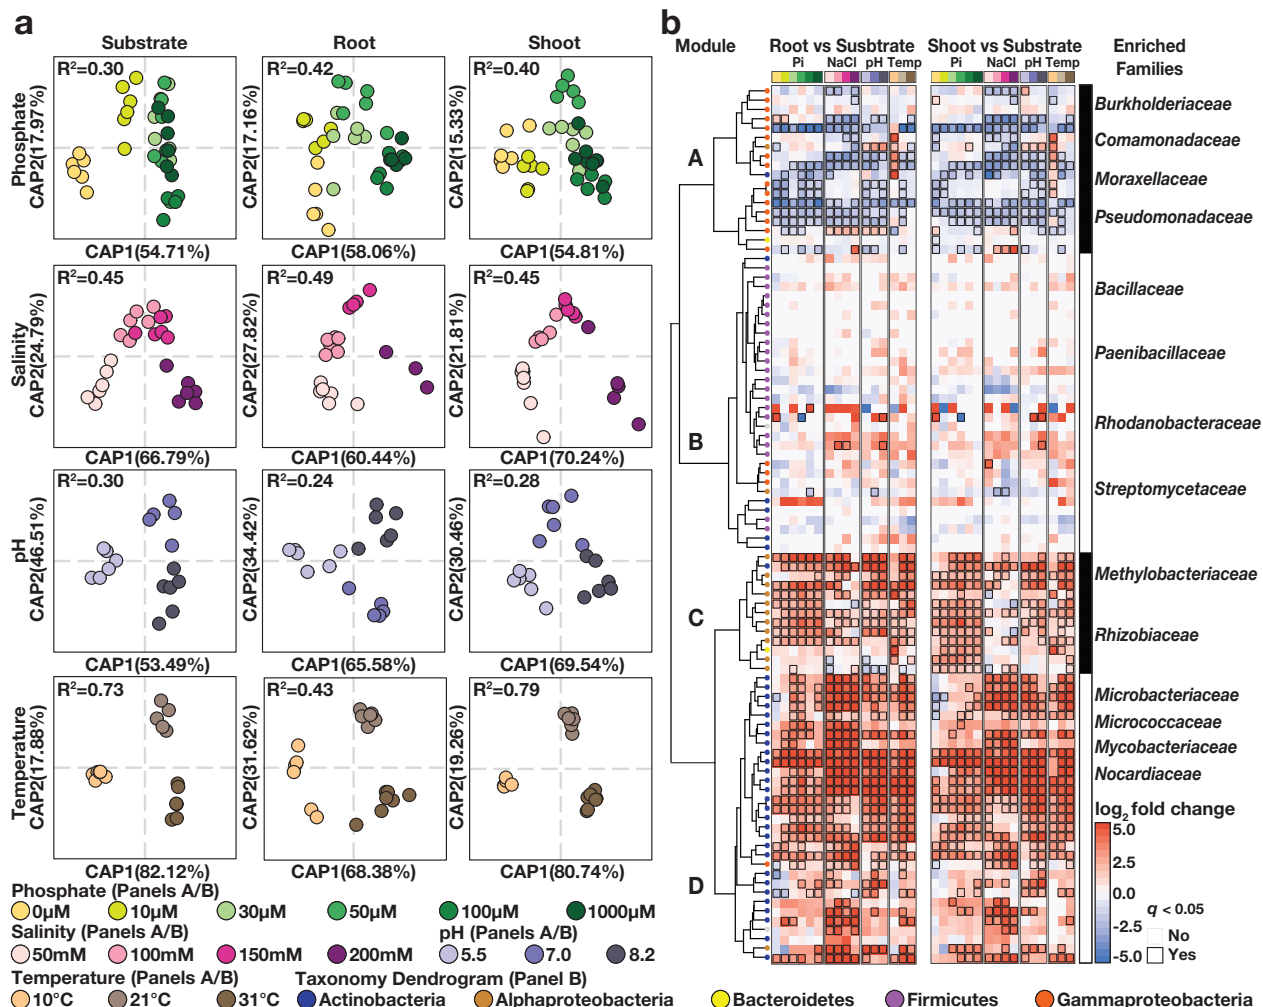 a
b
Substrate
Root
Shoot
Module
Root vs Susbtrate
Shoot vs Substrate
Enriched
Families
Pi
NaCl
pH
Temp
Pi
NaCl
pH
Temp
Phosphate
CAP2(17.97%)
R²=0.30
CAP1(54.71%)
CAP2(17.16%)
R²=0.42
CAP1(58.06%)
CAP2(15.33%)
R²=0.40
CAP1(54.81%)
Salinity
CAP2(24.79%)
R²=0.45
CAP1(66.79%)
CAP2(27.82%)
R²=0.49
CAP1(60.44%)
CAP2(21.81%)
R²=0.45
CAP1(70.24%)
pH
CAP2(46.51%)
R²=0.30
CAP1(53.49%)
CAP2(34.42%)
R²=0.24
CAP1(65.58%)
CAP2(30.46%)
R²=0.28
CAP1(69.54%)
Temperature
CAP2(17.88%)
R²=0.73
CAP1(82.12%)
CAP2(31.62%)
R²=0.43
CAP1(68.38%)
CAP2(19.26%)
R²=0.79
CAP1(80.74%)
A
B
C
D
Burkholderiaceae
Comamonadaceae
Moraxellaceae
Pseudomonadaceae
Bacillaceae
Paenibacillaceae
Rhodanobacteraceae
Streptomycetaceae
Methylobacteriaceae
Rhizobiaceae
Microbacteriaceae
Micrococcaceae
Mycobacteriaceae
Nocardiaceae
log₂fold change
5.0
2.5
0.0
-2.5
-5.0
q < 0.05
No
Yes
Phosphate (Panels A/B)
0µM
10µM
30µM
50µM
100µM
1000µM
Salinity (Panels A/B)
pH (Panels A/B)
50mM
100mM
150mM
200mM
5.5
7.0
8.2
Temperature (Panels A/B)
Taxonomy Dendrogram (Panel B)
10°C
21°C
31°C
Actinobacteria
Alphaproteobacteria
Bacteroidetes
Firmicutes
Gammaproteobacteria